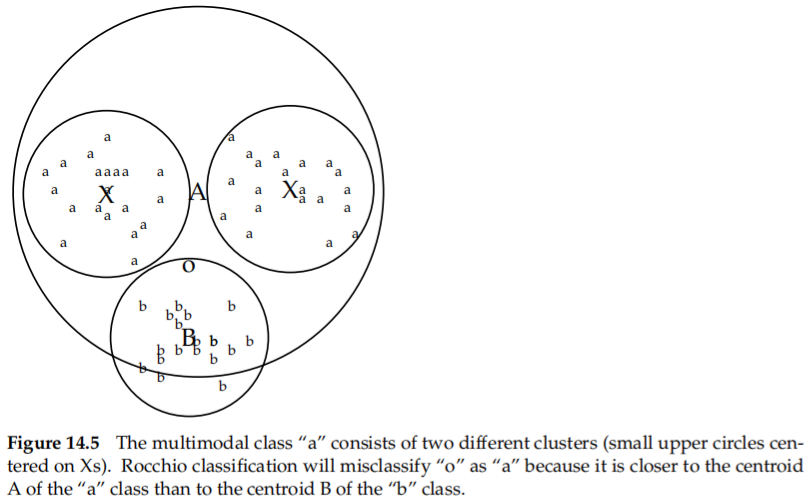 a a
a a a
a a a a
a aaaa a a a
a
a X a A a X a a
a a a
a a a a a
a a
a
a a a
a a
a
o
b b b
b b
b
B b b b
b b b b
b b
b
b
b
Figure 14.5 The multimodal class “a” consists of two different clusters (small upper circles cen-
tered on Xs). Rocchio classification will misclassify “o” as “a” because it is closer to the centroid
A of the “a” class than to the centroid B of the “b” class.